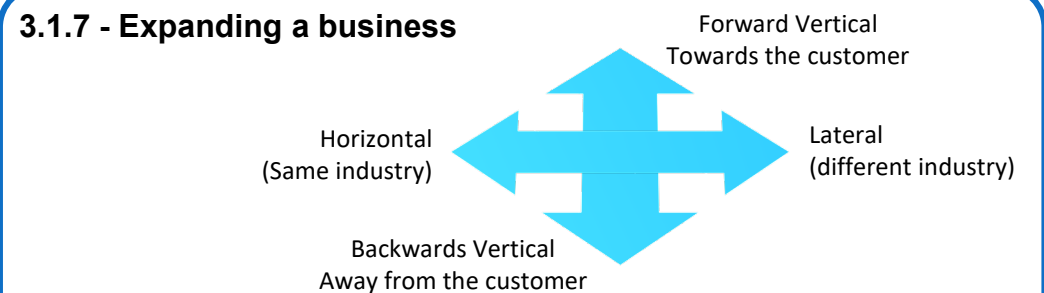 3.1.7 - Expanding a business
Forward Vertical
Towards the customer
Horizontal
(Same industry)
Lateral
(different industry)
Backwards Vertical
Away from the customer